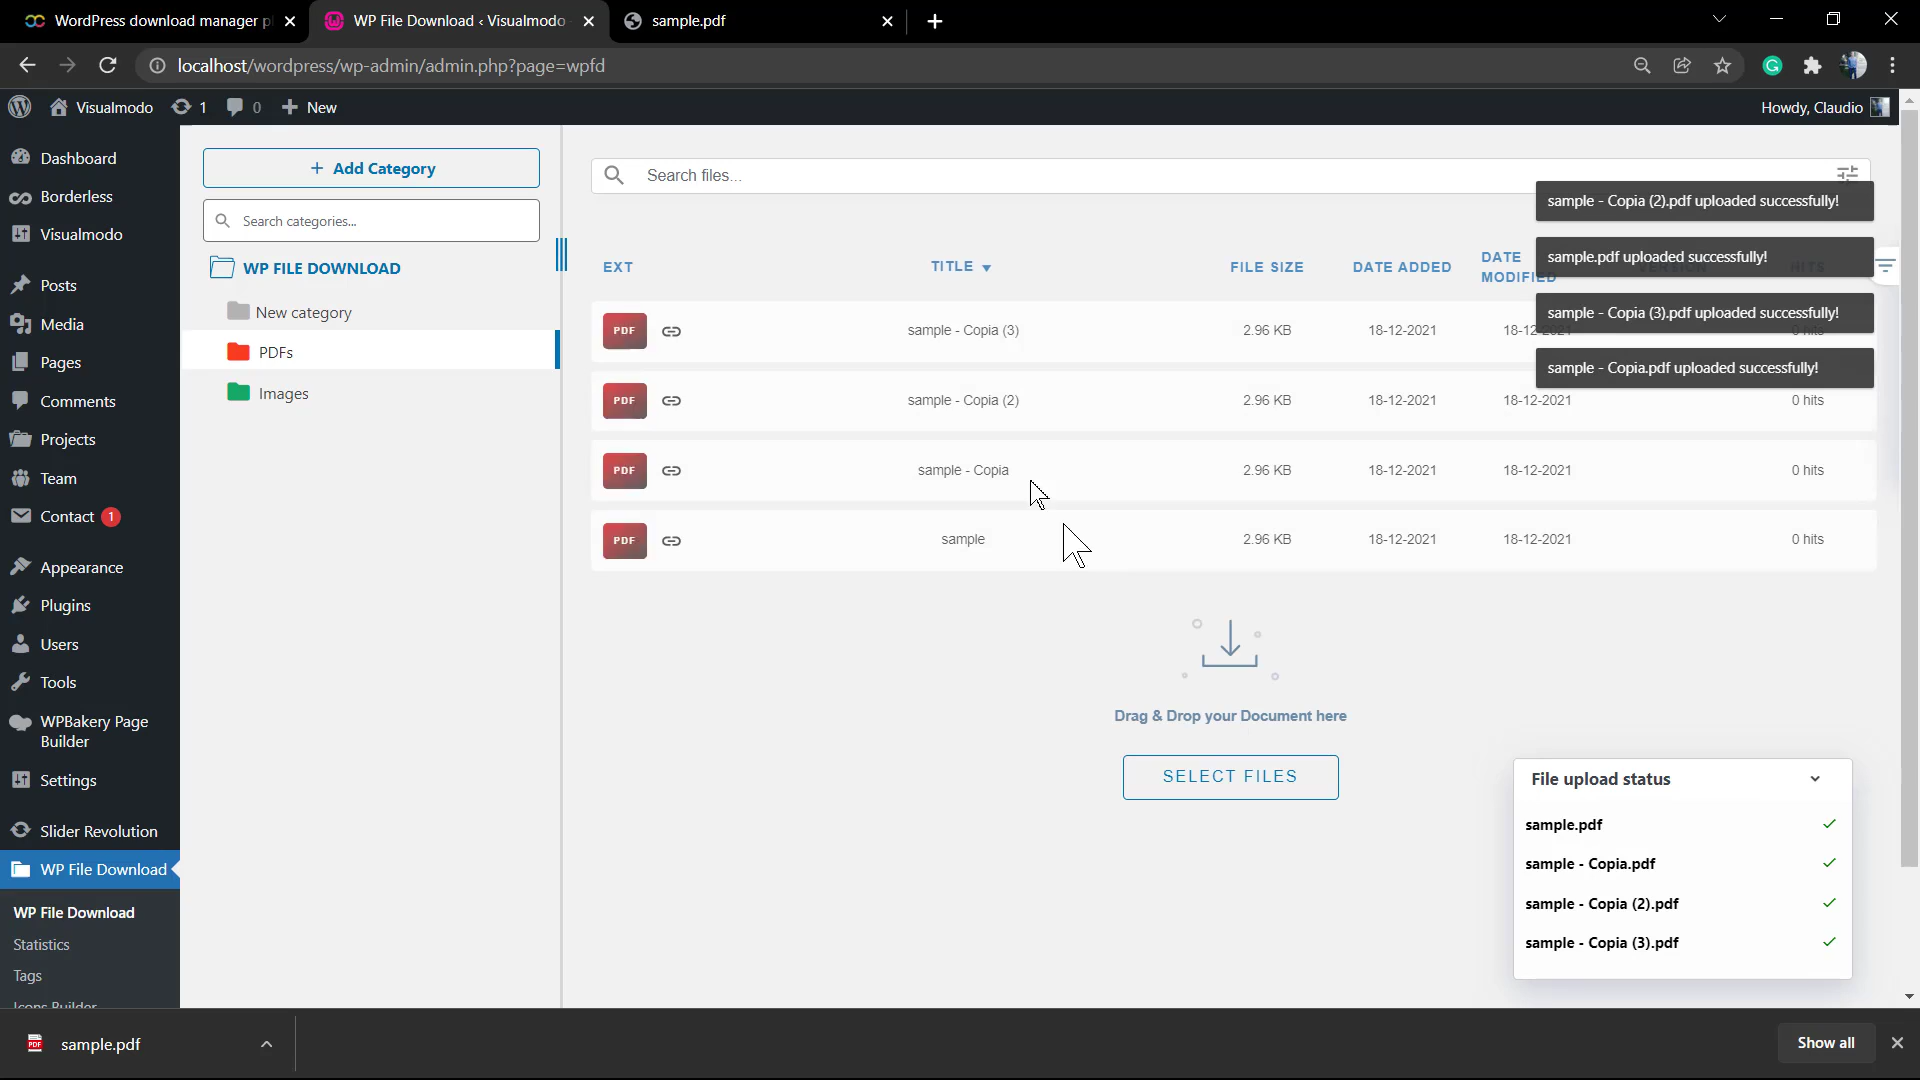 WordPress download manager p
WP File Download ‹ Visualmodo
sample.pdf
localhost/wordpress/wp-admin/admin.php?page=wpfd
Visualmodo
1
0
New
Howdy, Claudio
Dashboard
Borderless
Visualmodo
Posts
Media
Pages
Comments
Projects
Team
Contact 1
Appearance
Plugins
Users
Tools
WPBakery Page
Builder
Settings
Slider Revolution
WP File Download
WP File Download
Statistics
Tags
Icons Builder
+ Add Category
Search categories...
WP FILE DOWNLOAD
New category
PDFs
Images
Search files...
sample - Copia (2).pdf uploaded successfully!
sample.pdf uploaded successfully!
sample - Copia (3).pdf uploaded successfully!
sample - Copia.pdf uploaded successfully!
EXT TITLE FILE SIZE DATE ADDED DATE MODIFIED VERSION HITS
PDF sample - Copia (3) 2.96 KB 18-12-2021 18-12-2021 0 hits
PDF sample - Copia (2) 2.96 KB 18-12-2021 18-12-2021 0 hits
PDF sample - Copia 2.96 KB 18-12-2021 18-12-2021 0 hits
PDF sample 2.96 KB 18-12-2021 18-12-2021 0 hits
Drag & Drop your Document here
SELECT FILES
File upload status
sample.pdf
sample - Copia.pdf
sample - Copia (2).pdf
sample - Copia (3).pdf
PDF sample.pdf
Show all